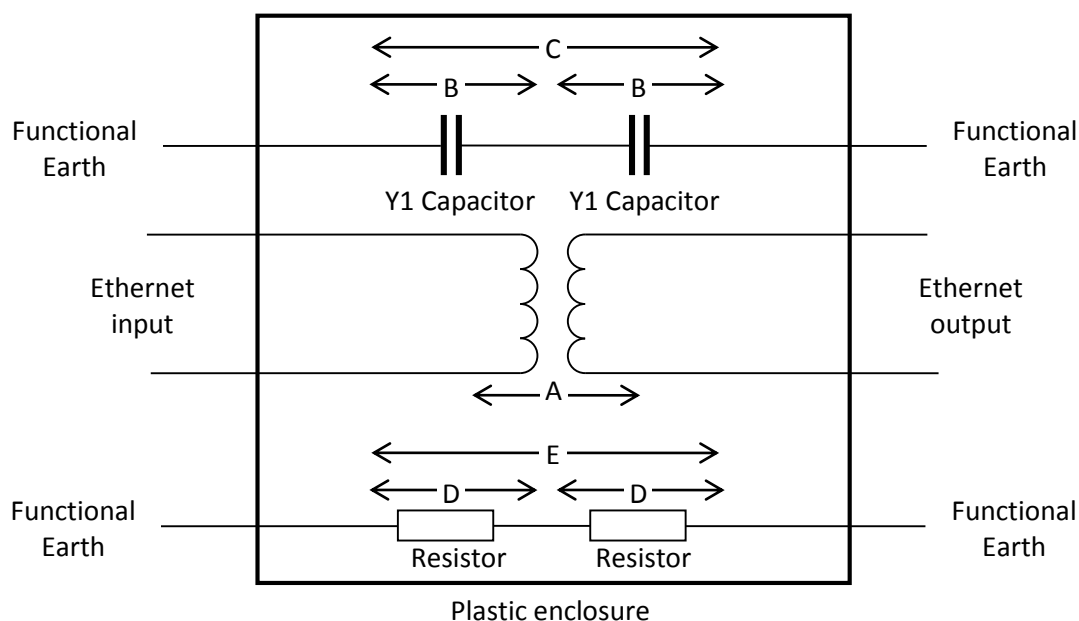 C
B
B
Functional
Earth
Functional
Earth
Y1 Capacitor
Y1 Capacitor
Ethernet
input
Ethernet
output
A
E
D
D
Functional
Earth
Functional
Earth
Resistor
Resistor
Plastic enclosure